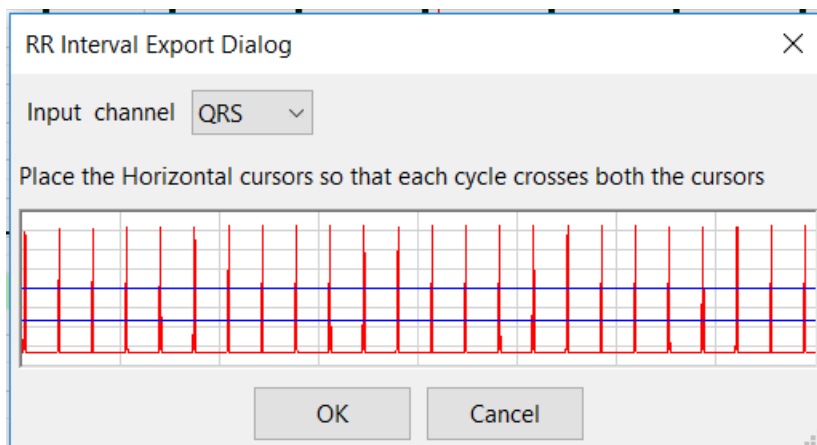 RR Interval Export Dialog
Input channel QRS
Place the Horizontal cursors so that each cycle crosses both the cursors
OK Cancel